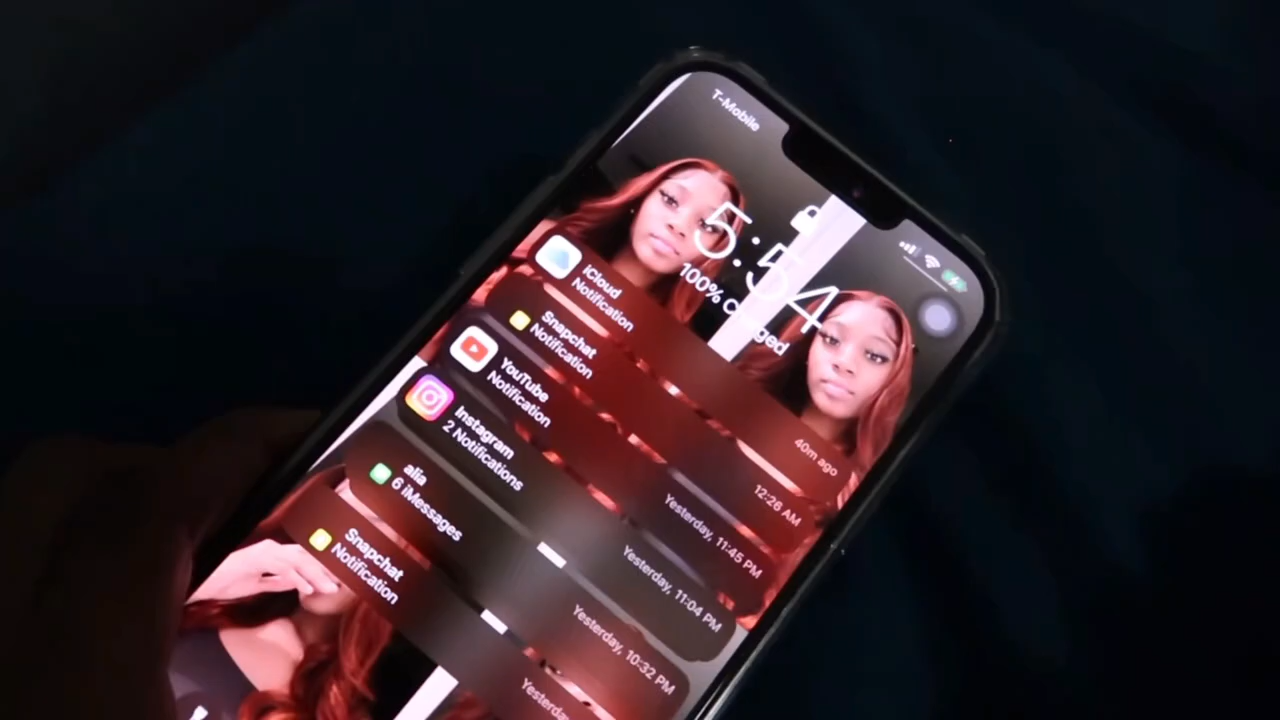 T-Mobile
5:54
100% Charged
iCloud
Notification
40m ago
Snapchat
Notification
12:26 AM
YouTube
Notification
Yesterday, 11:45 PM
Instagram
2 Notifications
Yesterday, 11:04 PM
alia
6 iMessages
Yesterday, 10:32 PM
Snapchat
Notification
Yesterday,